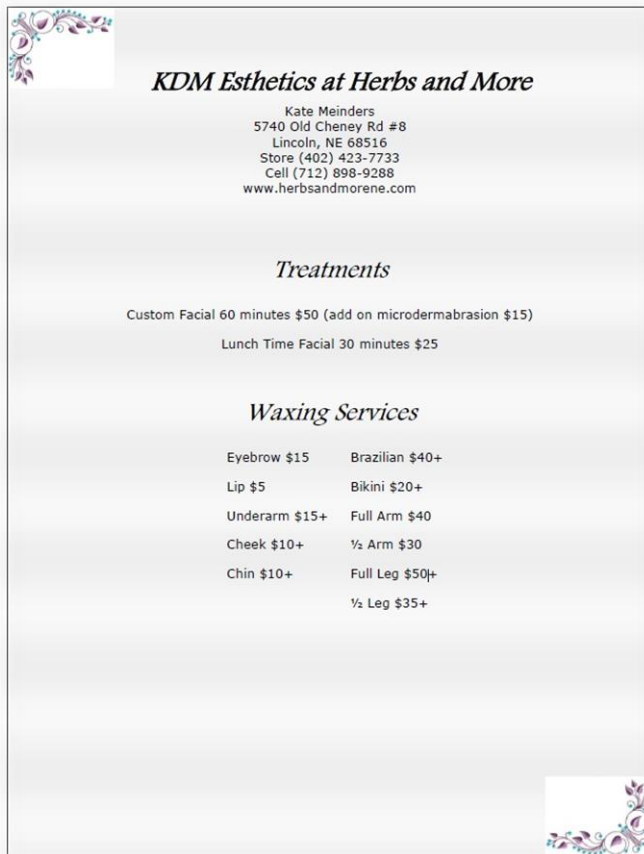 KDM Esthetics at Herbs and More
Kate Meinders
5740 Old Cheney Rd #8
Lincoln, NE 68516
Store (402) 423-7733
Cell (712) 898-9288
www.herbsandmorene.com
Treatments
Custom Facial 60 minutes $50 (add on microdermabrasion $15)
Lunch Time Facial 30 minutes $25
Waxing Services
Eyebrow $15 Brazilian $40+
Lip $5 Bikini $20+
Underarm $15+ Full Arm $40
Cheek $10+ ½ Arm $30
Chin $10+ Full Leg $50+
½ Leg $35+